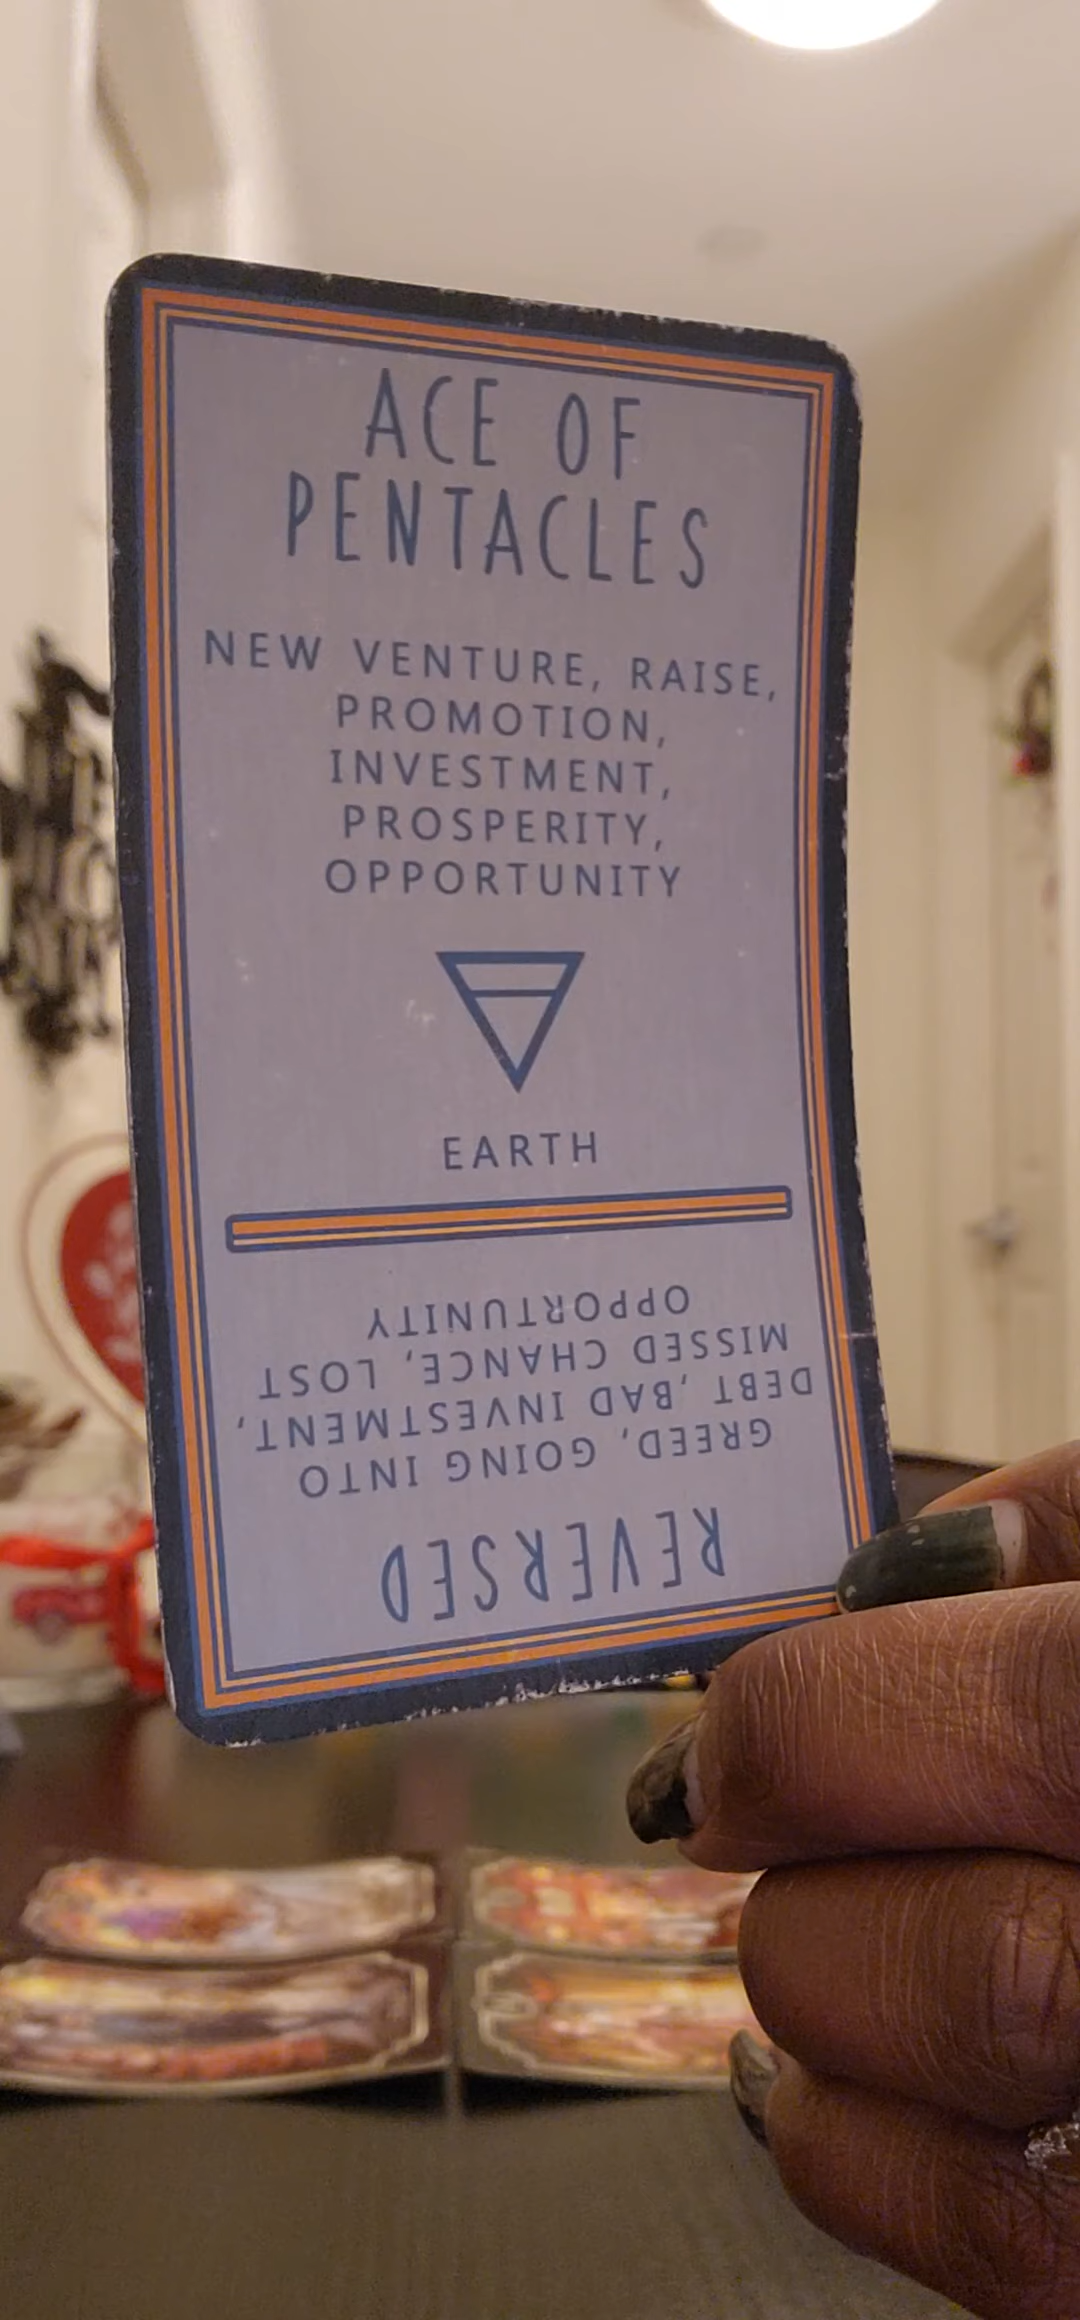 ACE OF
PENTACLES
NEW VENTURE, RAISE,
PROMOTION,
INVESTMENT,
PROSPERITY,
OPPORTUNITY
EARTH
REVERSED
GREED, GOING INTO
DEBT, BAD INVESTMENT,
MISSED CHANCE, LOST
OPPORTUNITY